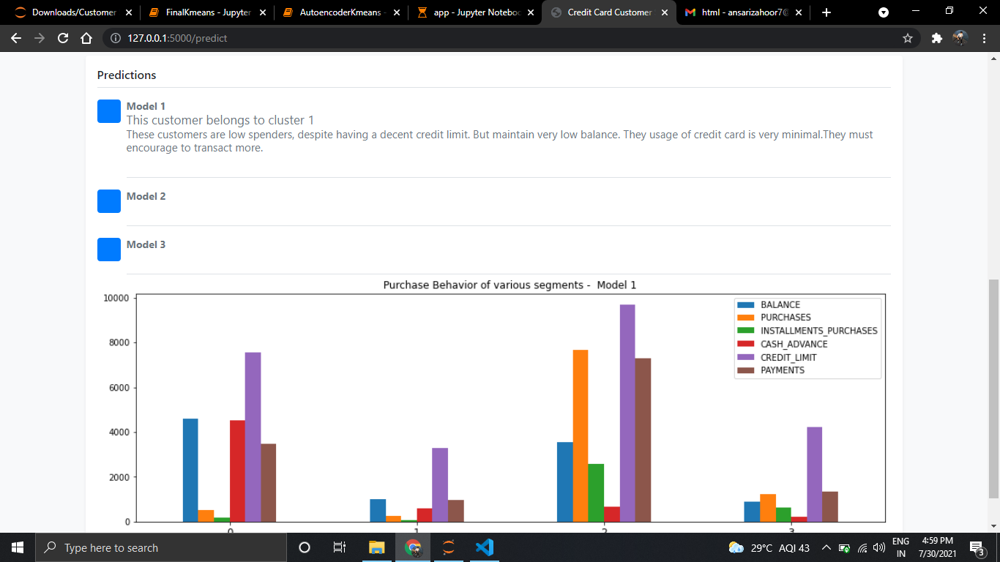 Downloads/Customer
FinalKmeans - Jupyter
AutoencoderKmeans -
app - Jupyter Notebo
Credit Card Customer
html - ansarizahoor7@
127.0.0.1:5000/predict
Predictions
Model 1
This customer belongs to cluster 1
These customers are low spenders, despite having a decent credit limit. But maintain very low balance. They usage of credit card is very minimal.They must
encourage to transact more.
Model 2
Model 3
Purchase Behavior of various segments - Model 1
10000
8000
6000
4000
2000
0
BALANCE
PURCHASES
INSTALLMENTS_PURCHASES
CASH_ADVANCE
CREDIT_LIMIT
PAYMENTS
0
1
2
3
Type here to search
29°C AQI 43
ENG
IN
4:59 PM
7/30/2021
3